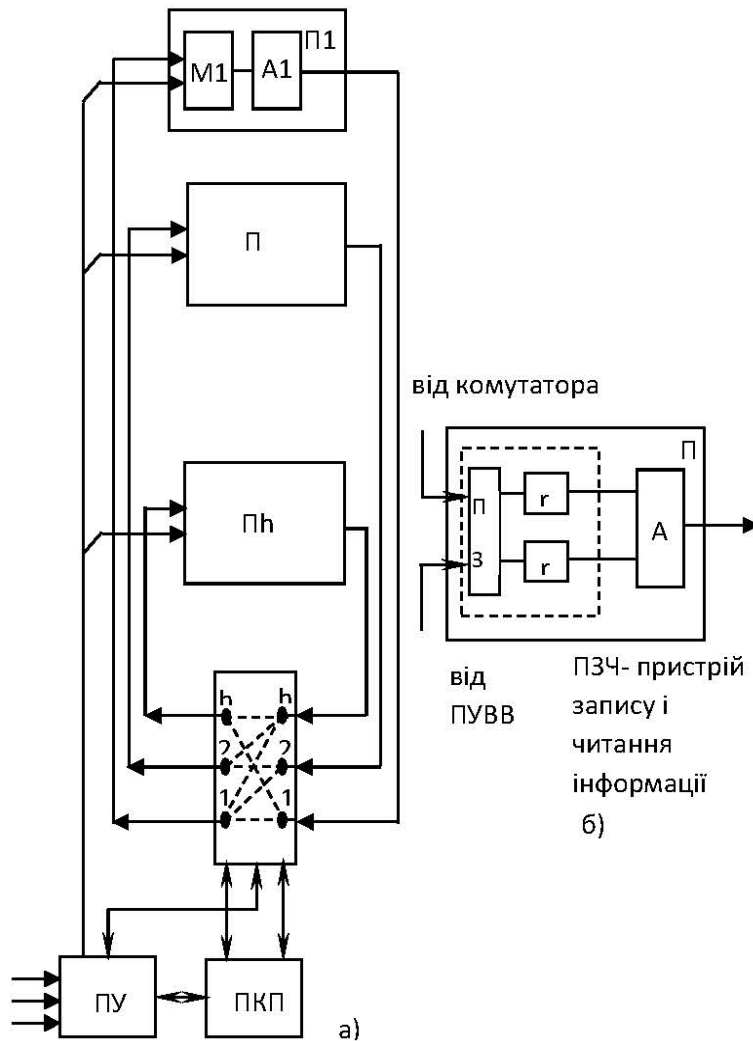 П1
М1
А1
П
Пh
від комутатора
П
П
З
r
r
А
від
ПУВВ
ПЗЧ- пристрій
запису і
читання
інформації
б)
h
h
2
2
1
1
ПУ
ПКП
а)